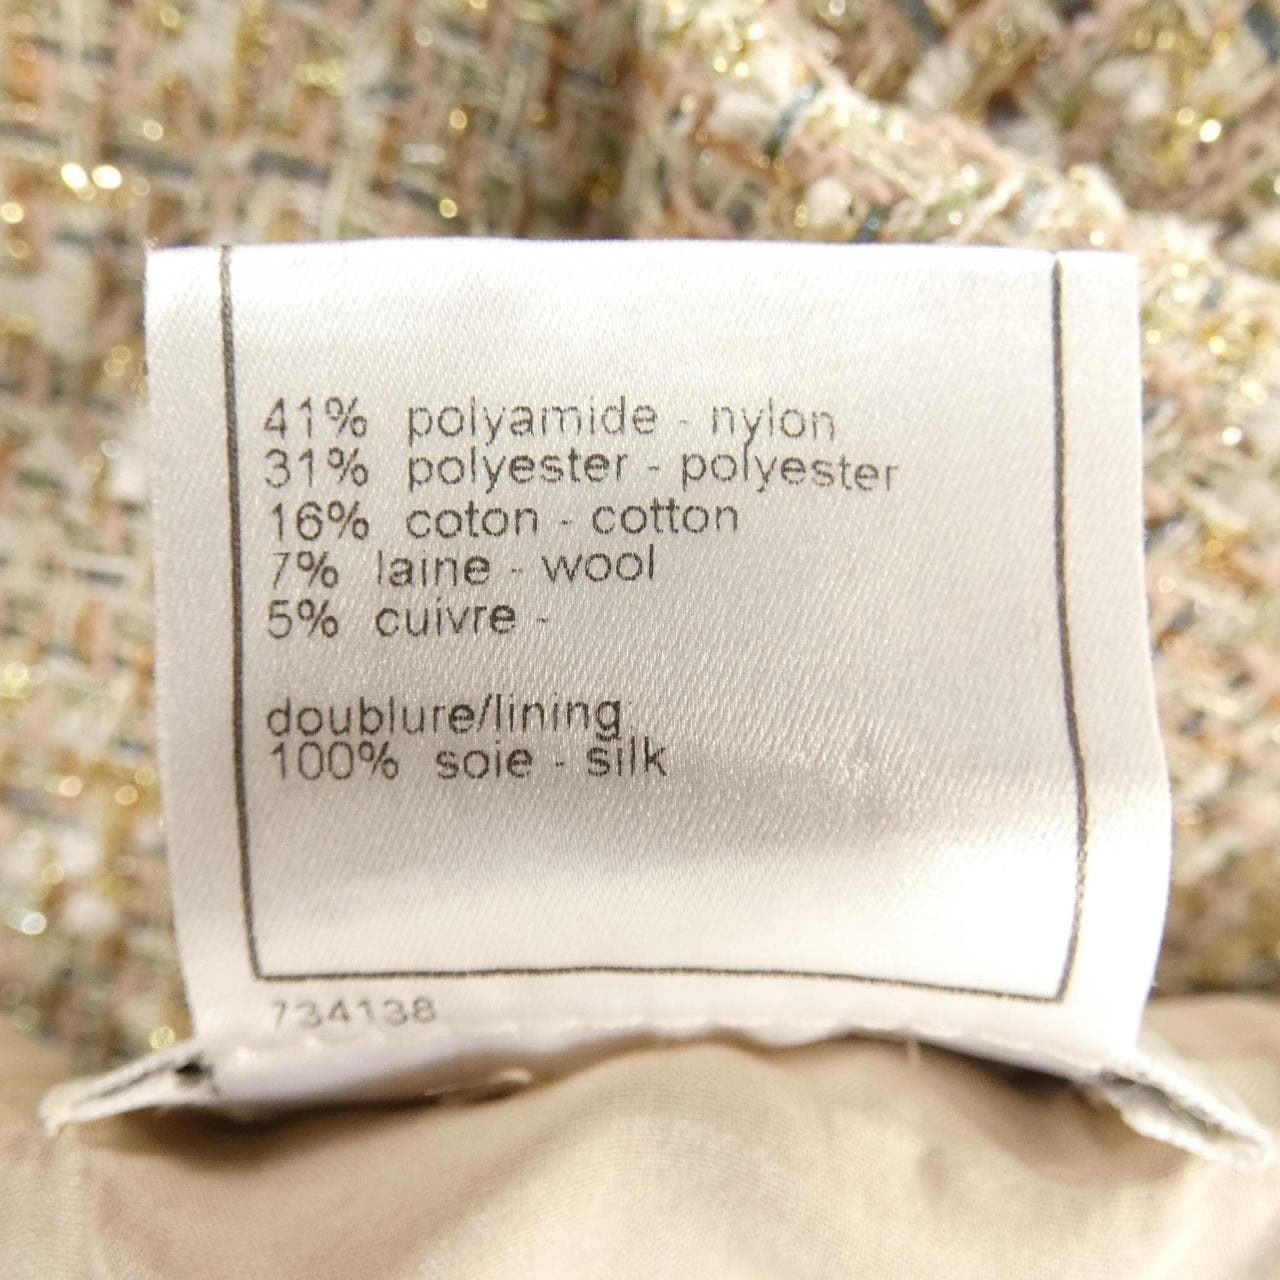 41% polyamide - nylon
31% polyester - polyester
16% coton - cotton
7% laine - wool
5% cuivre -
doublure/lining
100% soie - silk
734138